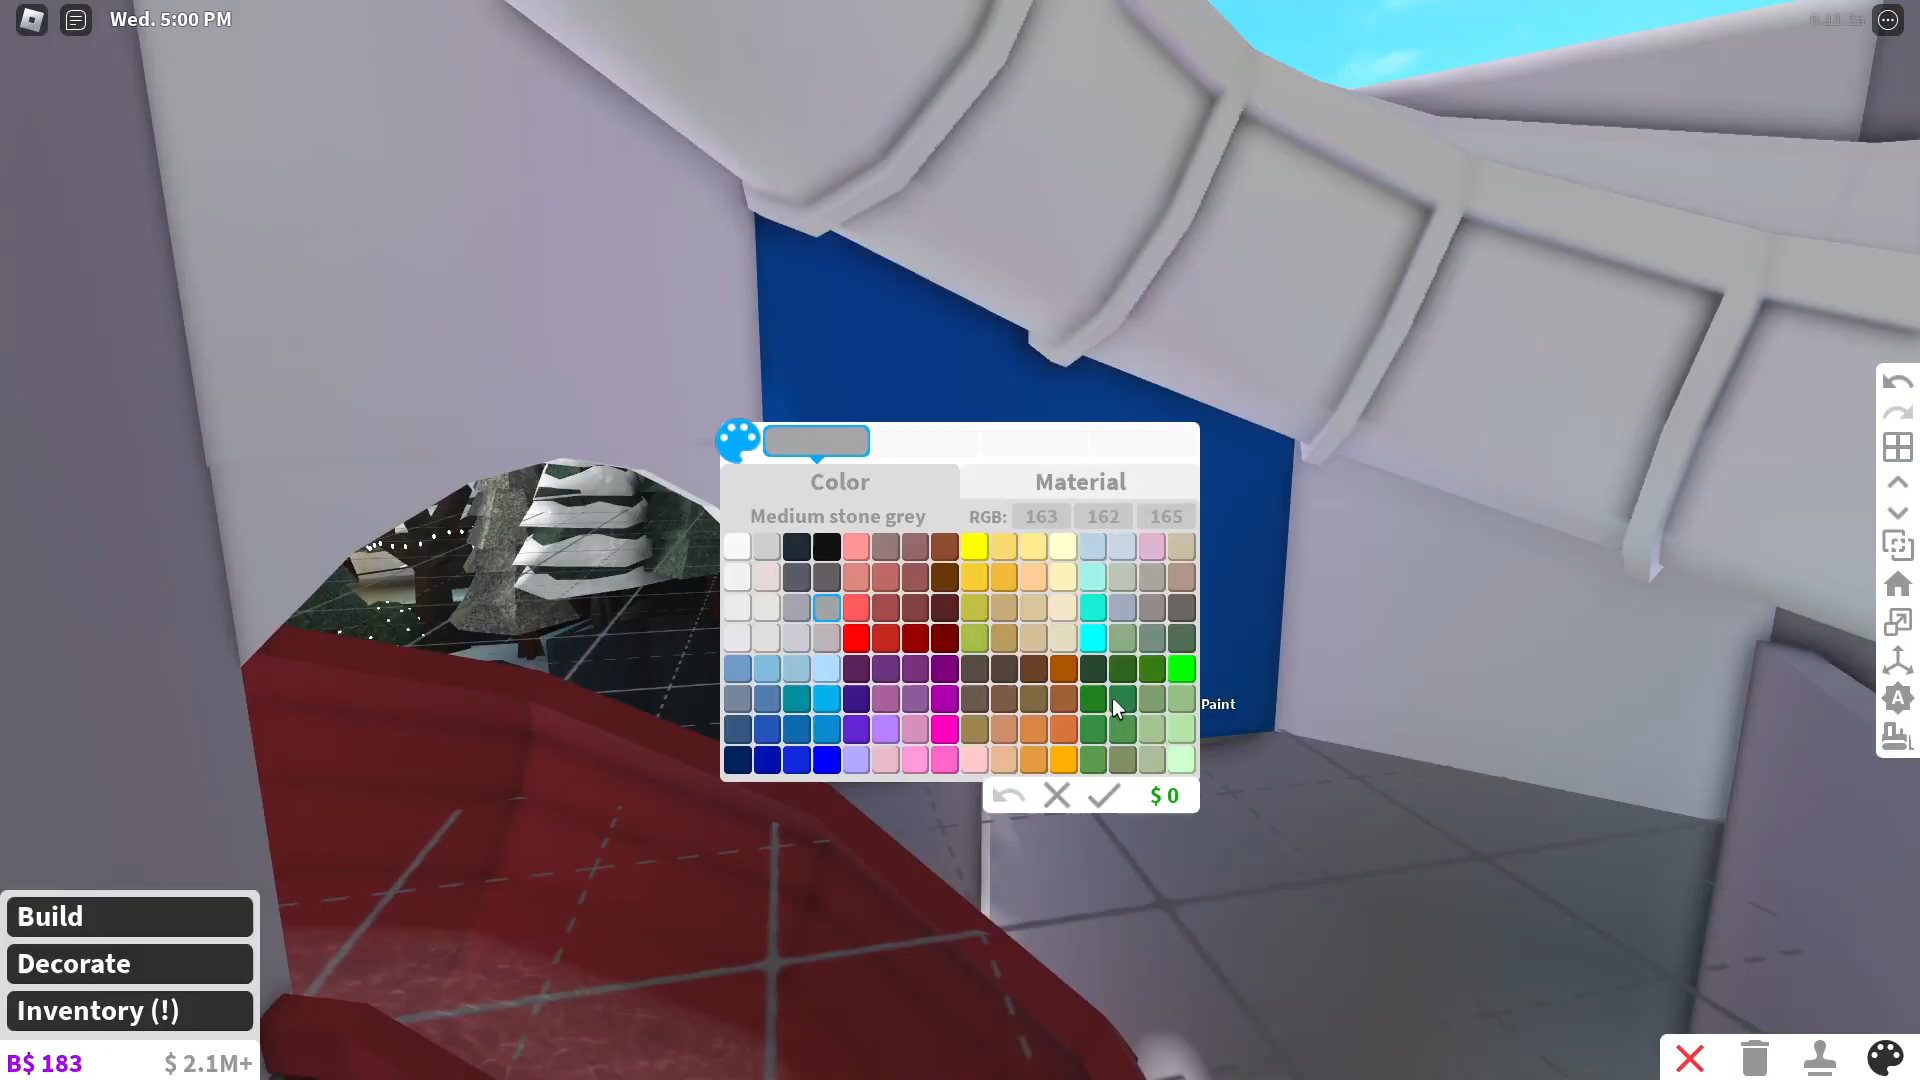 Wed. 5:00 PM
Color
Material
Medium stone grey
RGB: 163 162 165
Paint
$ 0
Build
Decorate
Inventory (!)
B$ 183
$ 2.1M+
A